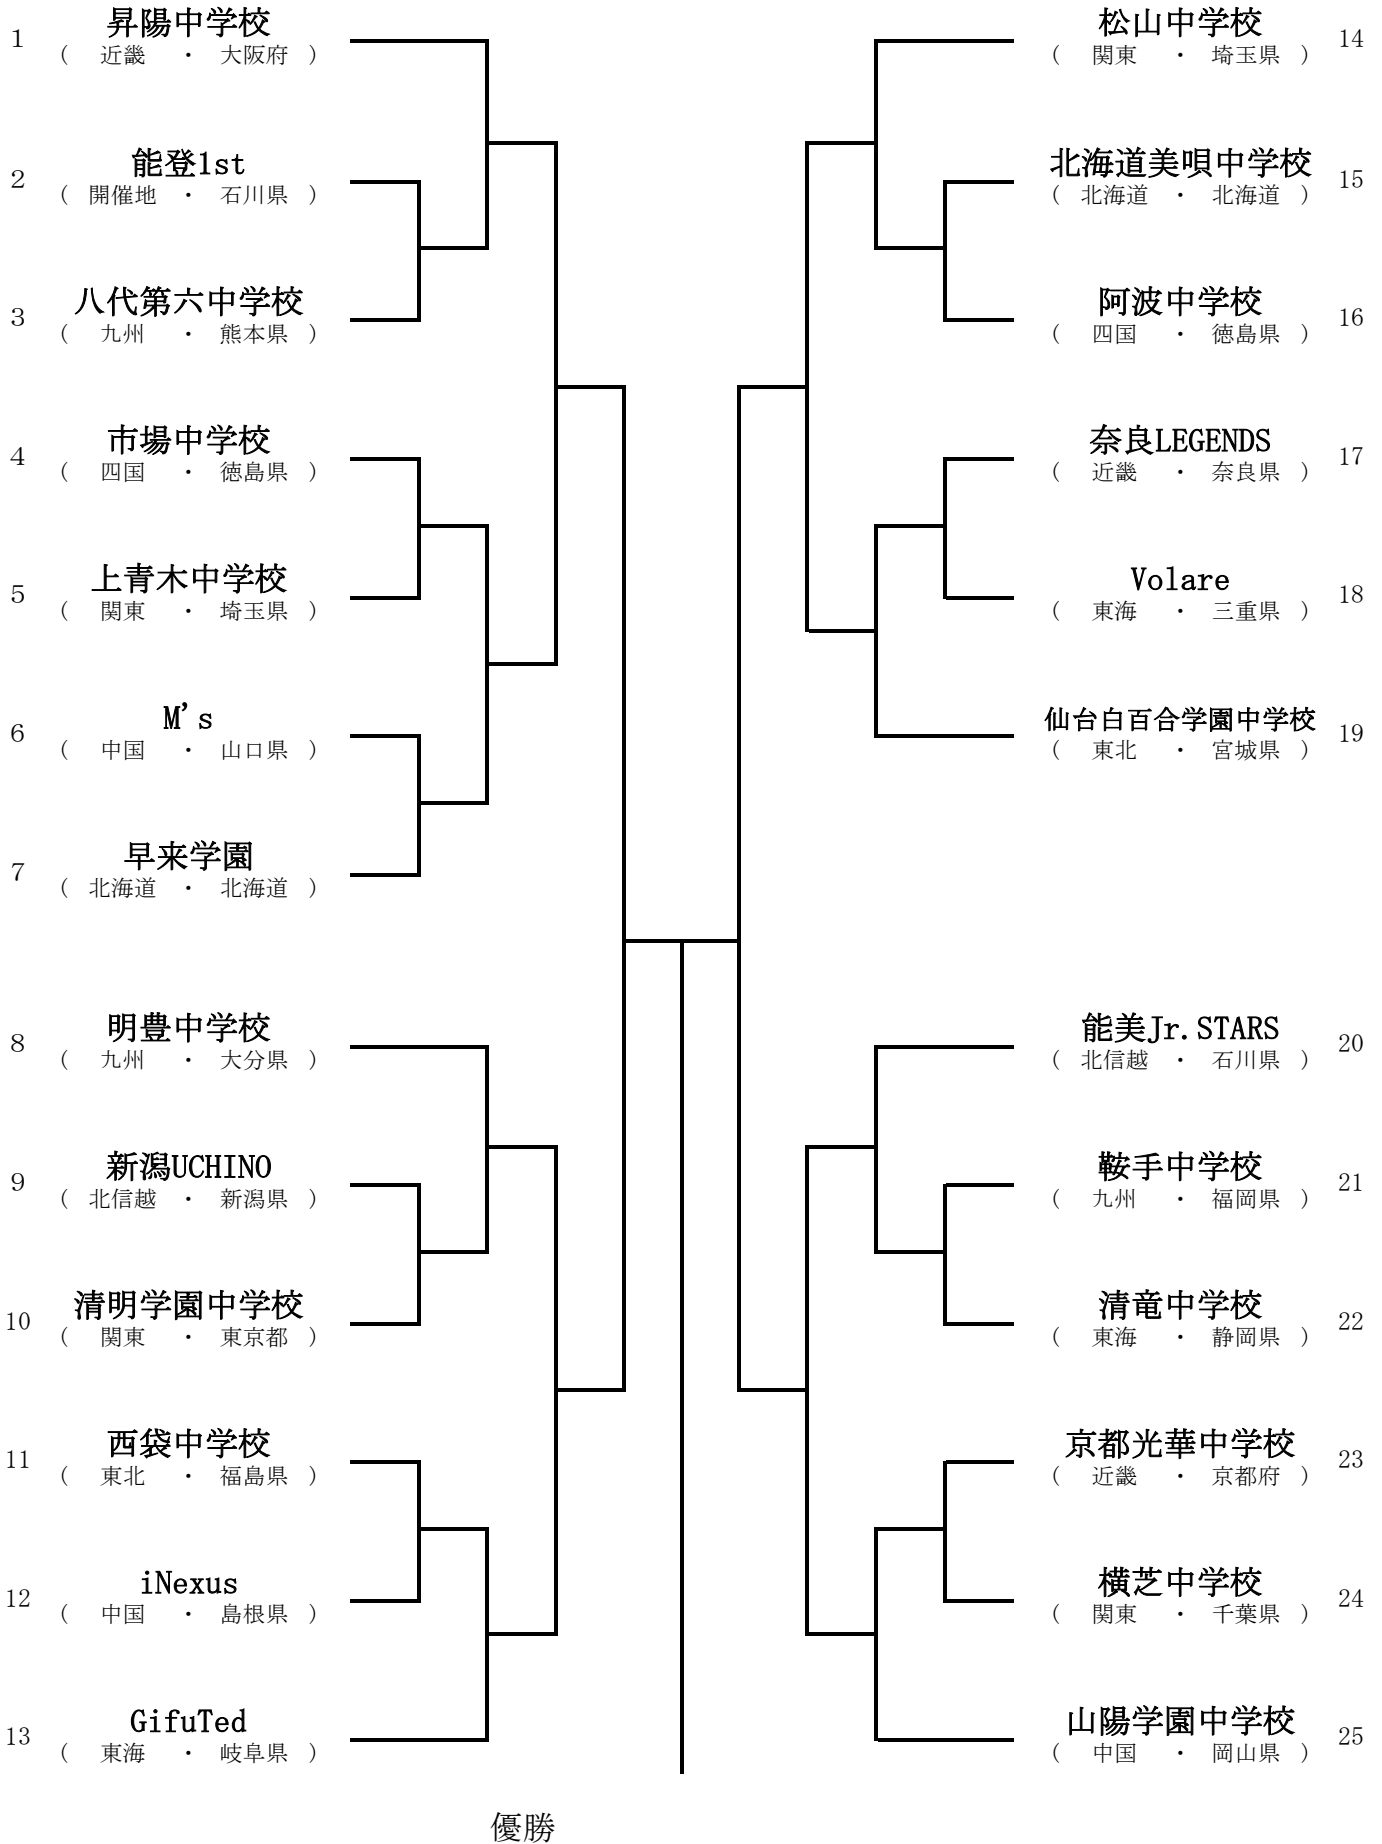 1 昇陽中学校
( 近畿 ・ 大阪府 )
2 能登1st
( 開催地 ・ 石川県 )
3 八代第六中学校
( 九州 ・ 熊本県 )
4 市場中学校
( 四国 ・ 徳島県 )
5 上青木中学校
( 関東 ・ 埼玉県 )
6 M's
( 中国 ・ 山口県 )
7 早来学園
( 北海道 ・ 北海道 )
8 明豊中学校
( 九州 ・ 大分県 )
9 新潟UCHINO
( 北信越 ・ 新潟県 )
10 清明学園中学校
( 関東 ・ 東京都 )
11 西袋中学校
( 東北 ・ 福島県 )
12 iNexus
( 中国 ・ 島根県 )
13 GifuTed
( 東海 ・ 岐阜県 )
松山中学校 14
( 関東 ・ 埼玉県 )
北海道美唄中学校 15
( 北海道 ・ 北海道 )
阿波中学校 16
( 四国 ・ 徳島県 )
奈良LEGENDS 17
( 近畿 ・ 奈良県 )
Volare 18
( 東海 ・ 三重県 )
仙台白百合学園中学校 19
( 東北 ・ 宮城県 )
能美Jr.STARS 20
( 北信越 ・ 石川県 )
鞍手中学校 21
( 九州 ・ 福岡県 )
清竜中学校 22
( 東海 ・ 静岡県 )
京都光華中学校 23
( 近畿 ・ 京都府 )
横芝中学校 24
( 関東 ・ 千葉県 )
山陽学園中学校 25
( 中国 ・ 岡山県 )
優勝